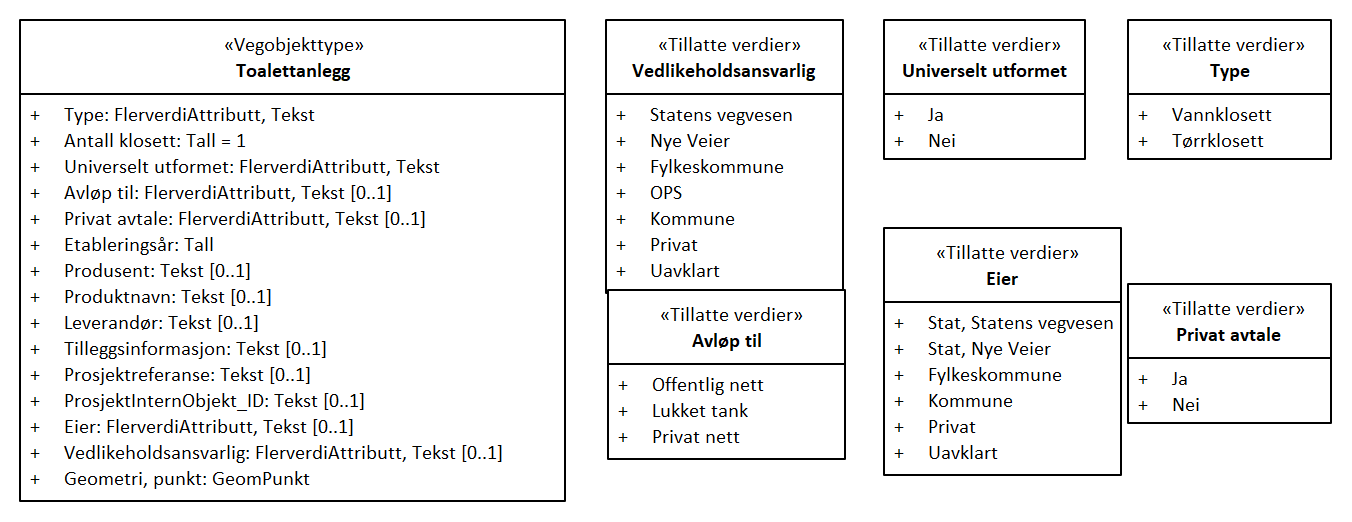 «Vegobjekttype»
Toalettanlegg
+ Type: FlerverdiAttributt, Tekst
+ Antall klosett: Tall = 1
+ Universelt utformet: FlerverdiAttributt, Tekst
+ Avløp til: FlerverdiAttributt, Tekst [0..1]
+ Privat avtale: FlerverdiAttributt, Tekst [0..1]
+ Etableringsår: Tall
+ Produsent: Tekst [0..1]
+ Produktnavn: Tekst [0..1]
+ Leverandør: Tekst [0..1]
+ Tilleggsinformasjon: Tekst [0..1]
+ Prosjektreferanse: Tekst [0..1]
+ ProsjektInternObjekt_ID: Tekst [0..1]
+ Eier: FlerverdiAttributt, Tekst [0..1]
+ Vedlikeholdsansvarlig: FlerverdiAttributt, Tekst [0..1]
+ Geometri, punkt: GeomPunkt
«Tillatte verdier»
Vedlikeholdsansvarlig
+ Statens vegvesen
+ Nye Veier
+ Fylkeskommune
+ OPS
+ Kommune
+ Privat
+ Uavklart
«Tillatte verdier»
Avløp til
+ Offentlig nett
+ Lukket tank
+ Privat nett
«Tillatte verdier»
Universelt utformet
+ Ja
+ Nei
«Tillatte verdier»
Type
+ Vannklosett
+ Tørrklosett
«Tillatte verdier»
Eier
+ Stat, Statens vegvesen
+ Stat, Nye Veier
+ Fylkeskommune
+ Kommune
+ Privat
+ Uavklart
«Tillatte verdier»
Privat avtale
+ Ja
+ Nei